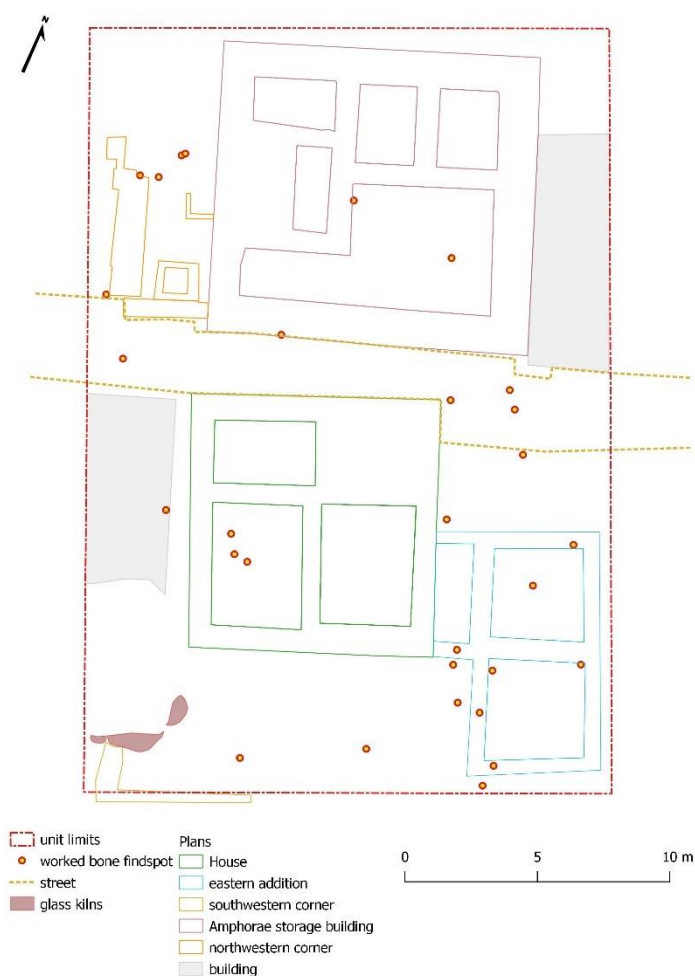 N
unit limits
worked bone findspot
street
glass kilns
Plans
House
eastern addition
southwestern corner
Amphorae storage building
northwestern corner
building
0 5 10 m